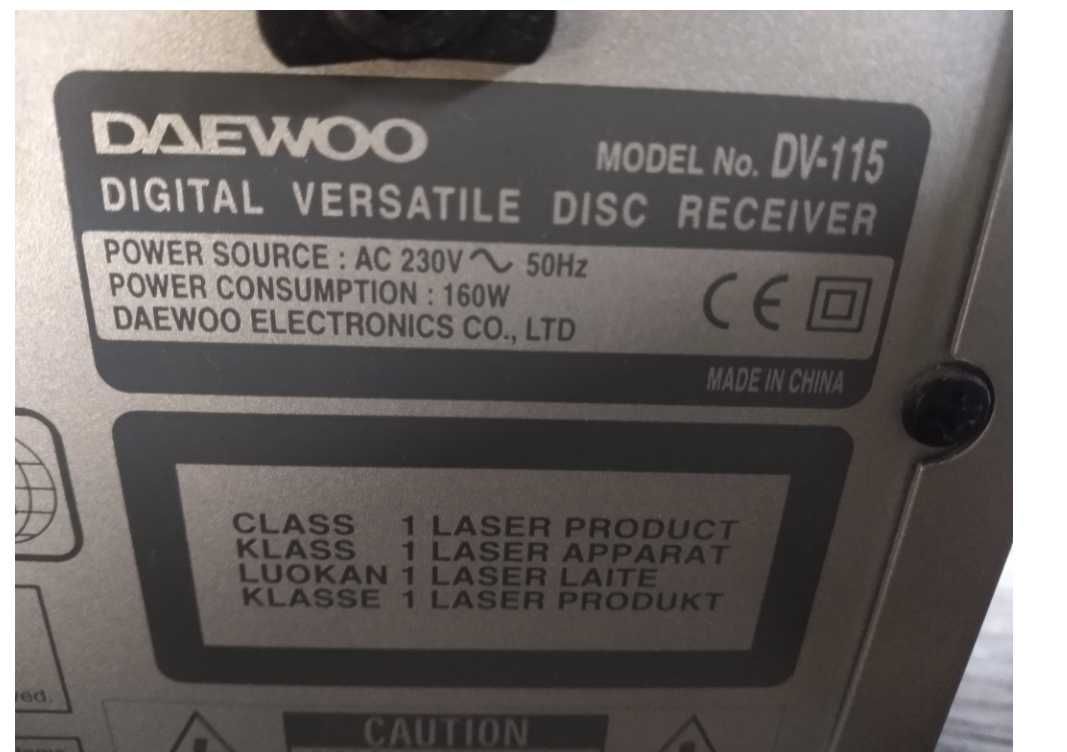 DAEWOO
MODEL No. DV-115
DIGITAL VERSATILE DISC RECEIVER
POWER SOURCE : AC 230V ～ 50Hz
POWER CONSUMPTION : 160W
DAEWOO ELECTRONICS CO., LTD
CE
MADE IN CHINA
CLASS 1 LASER PRODUCT
KLASS 1 LASER APPARAT
LUOKAN 1 LASER LAITE
KLASSE 1 LASER PRODUKT
CAUTION